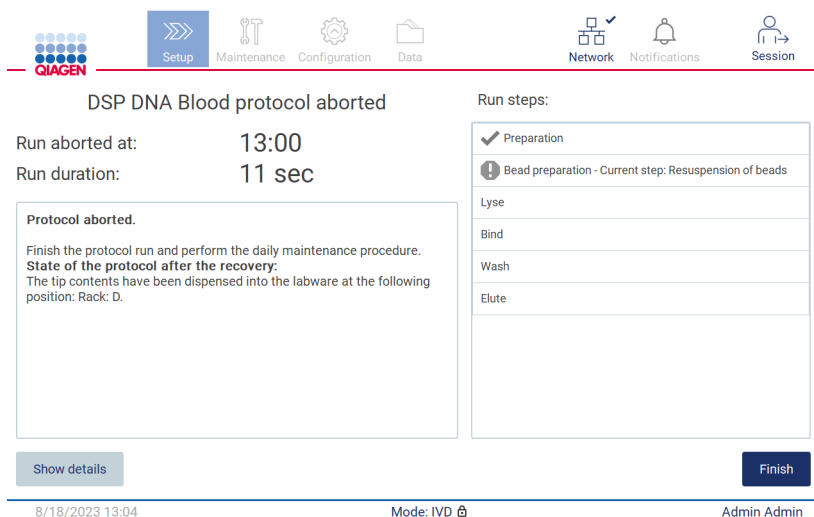 QIAGEN
Setup
Maintenance
Configuration
Data
Network
Notifications
Session
DSP DNA Blood protocol aborted
Run aborted at: 13:00
Run duration: 11 sec
Protocol aborted.
Finish the protocol run and perform the daily maintenance procedure.
State of the protocol after the recovery:
The tip contents have been dispensed into the labware at the following
position: Rack: D.
Run steps:
Preparation
Bead preparation - Current step: Resuspension of beads
Lyse
Bind
Wash
Elute
Show details
Finish
8/18/2023 13:04
Mode: IVD
Admin Admin